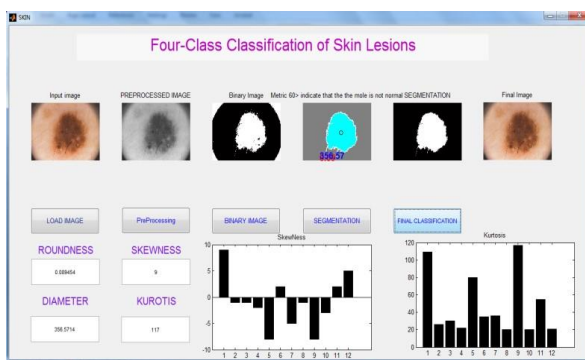 SKIN
Four-Class Classification of Skin Lesions
Input image
PREPROCESSED IMAGE
Binary Image
Metric 60> indicate that the the mole is not normal SEGMENTATION
Final Image
356.57
LOAD IMAGE
PreProcessing
BINARY IMAGE
SEGMENTATION
FINAL CLASSIFICATION
ROUNDNESS
SKEWNESS
0.089454
9
DIAMETER
KUROTIS
356.5714
117
SkewNess
10
5
0
-5
-10
1 2 3 4 5 6 7 8 9 10 11 12
Kurtosis
120
100
80
60
40
20
0
1 2 3 4 5 6 7 8 9 10 11 12